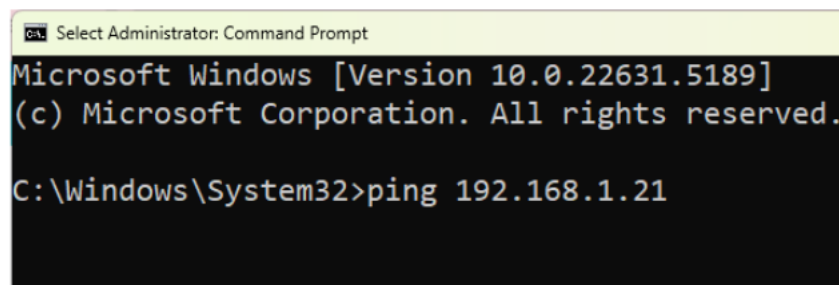 Select Administrator: Command Prompt
Microsoft Windows [Version 10.0.22631.5189]
(c) Microsoft Corporation. All rights reserved.
C:\Windows\System32>ping 192.168.1.21